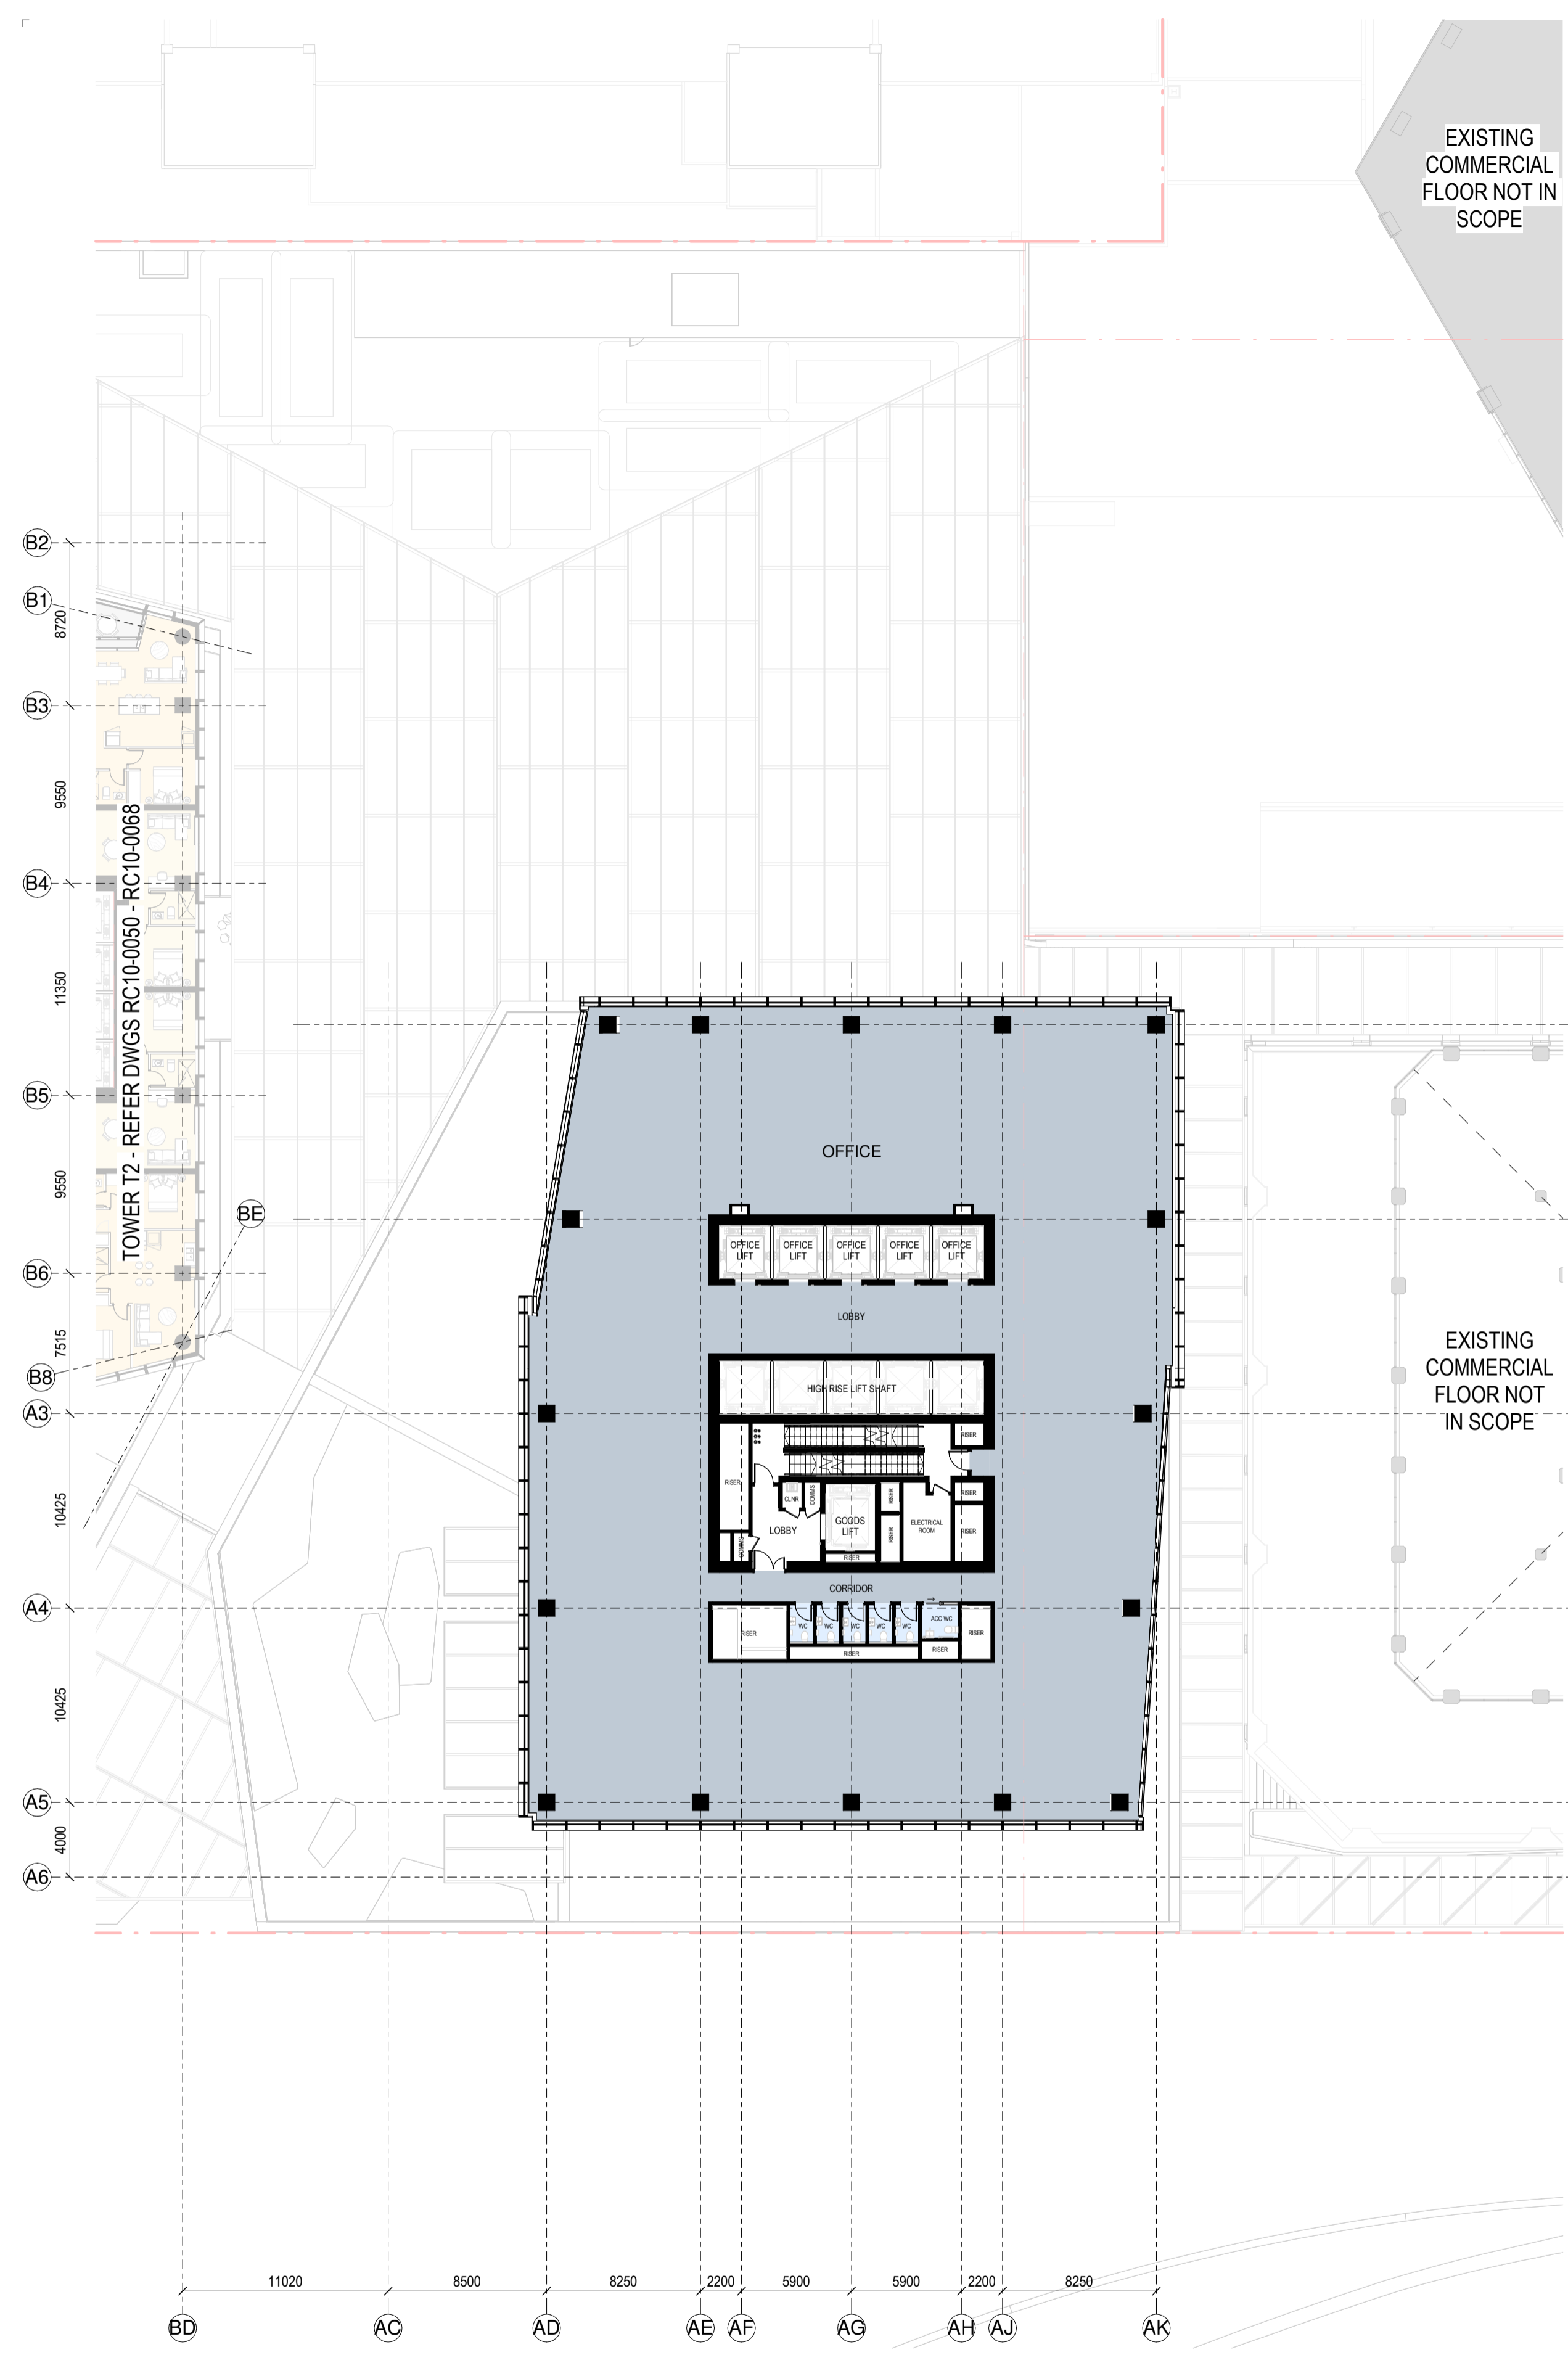 EXISTING
COMMERCIAL
FLOOR NOT IN
SCOPE
B2
B1
8720
B3
9550
TOWER T2 - REFER DWGS RC10-0050 - RC10-0068
B4
11350
B5
9550
BE
B6
7515
B8
A3
10425
A4
10425
A5
4000
A6
OFFICE
OFFICE
LIFT
OFFICE
LIFT
OFFICE
LIFT
OFFICE
LIFT
OFFICE
LIFT
LOBBY
HIGH RISE LIFT SHAFT
RISER
RISER
CLNR
COMMS
RISER
RISER
GOODS
LIFT
ELECTRICAL
ROOM
LOBBY
RISER
RISER
COMMS
RISER
CORRIDOR
RISER
WC
WC
WC
WC
WC
ACC WC
RISER
RISER
RISER
EXISTING
COMMERCIAL
FLOOR NOT
IN SCOPE
11020
8500
8250
2200
5900
5900
2200
8250
BD
AC
AD
AE
AF
AG
AH
AJ
AK